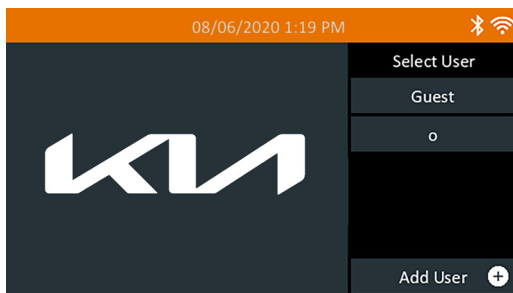 08/06/2020 1:19 PM
KIA
Select User
Guest
o
Add User